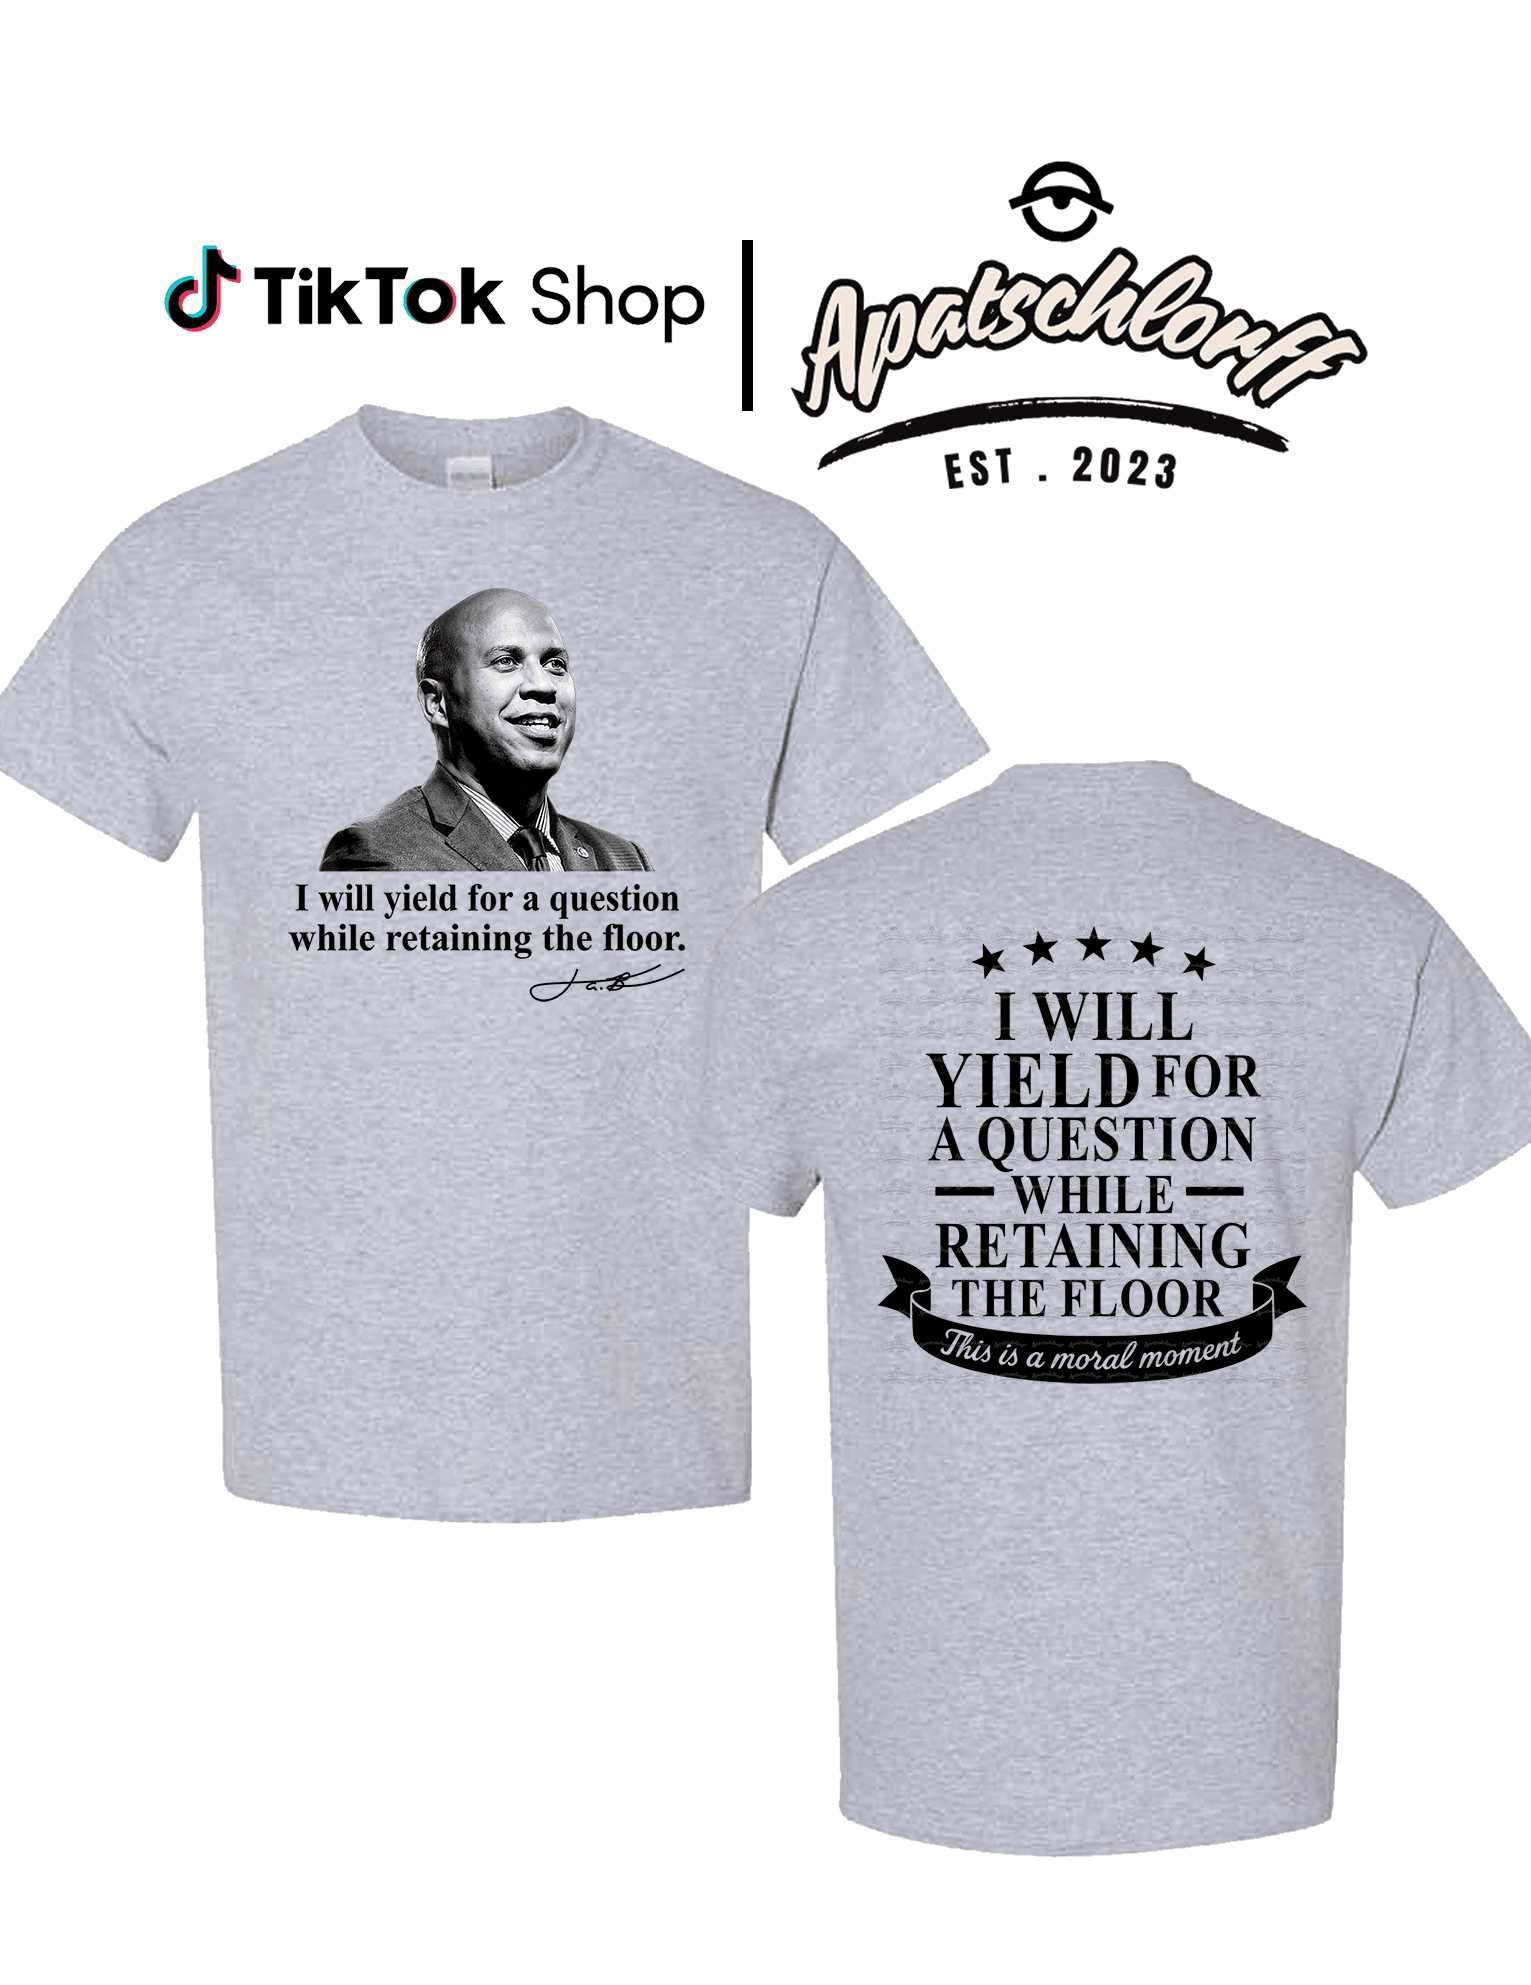 TikTok Shop
Apatschlorff
EST . 2023
I will yield for a question
while retaining the floor.
I WILL
YIELD FOR
A QUESTION
WHILE
RETAINING
THE FLOOR
This is a moral moment